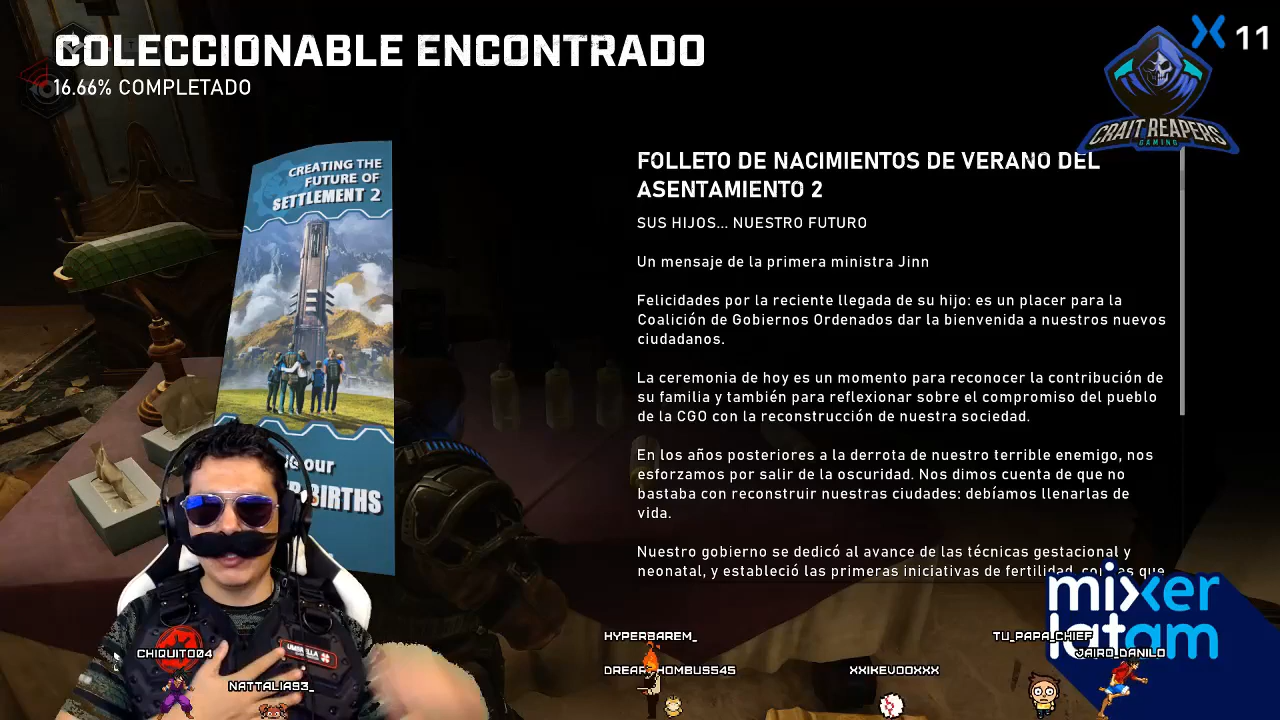 COLECCIONABLE ENCONTRADO
16.66% COMPLETADO
11
CRAIT REAPERS
GAMING
CREATING THE
FUTURE OF
SETTLEMENT 2
OUR
BIRTHS
FOLLETO DE NACIMIENTOS DE VERANO DEL
ASENTAMIENTO 2
SUS HIJOS... NUESTRO FUTURO
Un mensaje de la primera ministra Jinn
Felicidades por la reciente llegada de su hijo: es un placer para la
Coalición de Gobiernos Ordenados dar la bienvenida a nuestros nuevos
ciudadanos.
La ceremonia de hoy es un momento para reconocer la contribución de
su familia y también para reflexionar sobre el compromiso del pueblo
de la CGO con la reconstrucción de nuestra sociedad.
En los años posteriores a la derrota de nuestro terrible enemigo, nos
esforzamos por salir de la oscuridad. Nos dimos cuenta de que no
bastaba con reconstruir nuestras ciudades: debíamos llenarlas de
vida.
Nuestro gobierno se dedicó al avance de las técnicas gestacional y
neonatal, y estableció las primeras iniciativas de fertilidad, que
mixer
latam
HYPERBAREM_
TU_PAPA_CHIEF
CHIQUITO04
JAIRO_DANILO
XXIKEVOOXXX
NATTALIA93_
UMBRELLA